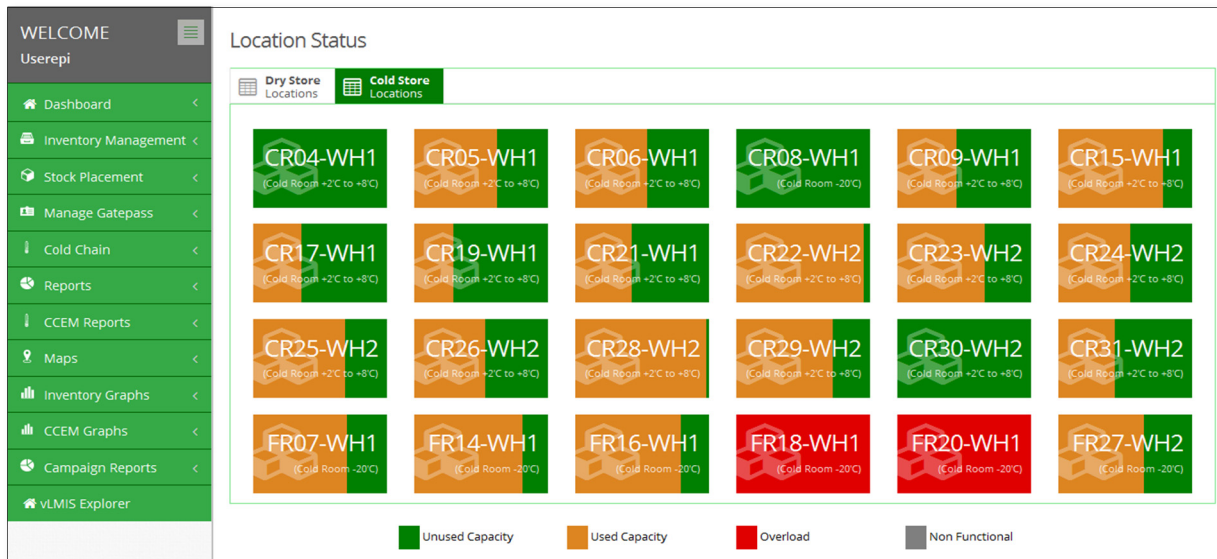 WELCOME
Userepi
Dashboard
Inventory Management
Stock Placement
Manage Gatepass
Cold Chain
Reports
CCEM Reports
Maps
Inventory Graphs
CCEM Graphs
Campaign Reports
vLMIS Explorer
Location Status
Dry Store
Locations
Cold Store
Locations
CR04-WH1
(Cold Room +2'C to +8'C)
CR05-WH1
(Cold Room +2'C to +8'C)
CR06-WH1
(Cold Room +2'C to +8'C)
CR08-WH1
(Cold Room -20'C)
CR09-WH1
(Cold Room +2'C to +8'C)
CR15-WH1
(Cold Room +2'C to +8'C)
CR17-WH1
(Cold Room +2'C to +8'C)
CR19-WH1
(Cold Room +2'C to +8'C)
CR21-WH1
(Cold Room +2'C to +8'C)
CR22-WH2
(Cold Room +2'C to +8'C)
CR23-WH2
(Cold Room +2'C to +8'C)
CR24-WH2
(Cold Room +2'C to +8'C)
CR25-WH2
(Cold Room +2'C to +8'C)
CR26-WH2
(Cold Room +2'C to +8'C)
CR28-WH2
(Cold Room +2'C to +8'C)
CR29-WH2
(Cold Room +2'C to +8'C)
CR30-WH2
(Cold Room +2'C to +8'C)
CR31-WH2
(Cold Room +2'C to +8'C)
FR07-WH1
(Cold Room -20'C)
FR14-WH1
(Cold Room -20'C)
FR16-WH1
(Cold Room -20'C)
FR18-WH1
(Cold Room -20'C)
FR20-WH1
(Cold Room -20'C)
FR27-WH2
(Cold Room -20'C)
Unused Capacity
Used Capacity
Overload
Non Functional